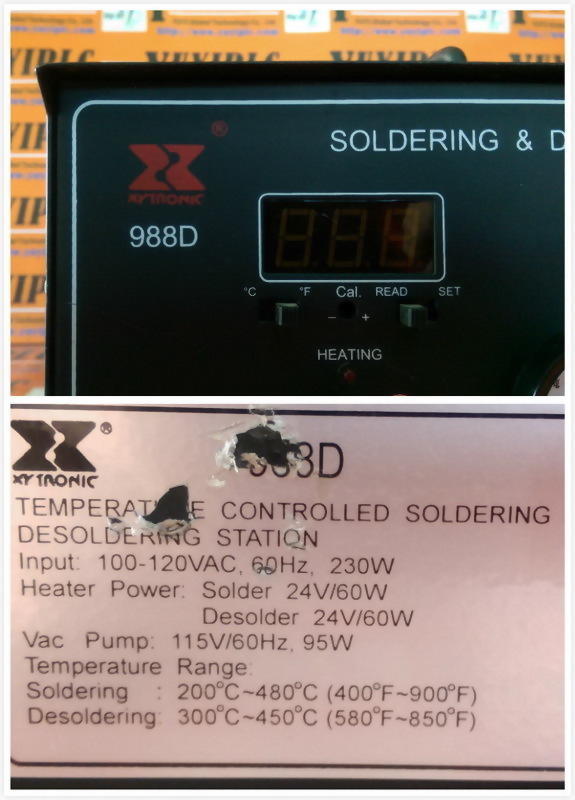 SOLDERING & D
®
XYTRONIC
988D
°C °F Cal. READ SET
− +
HEATING
XYTRONIC ®
988D
TEMPERATURE CONTROLLED SOLDERING
DESOLDERING STATION
Input: 100-120VAC, 60Hz, 230W
Heater Power: Solder 24V/60W
Desolder 24V/60W
Vac Pump: 115V/60Hz, 95W
Temperature Range:
Soldering : 200°C~480°C (400°F~900°F)
Desoldering: 300°C~450°C (580°F~850°F)